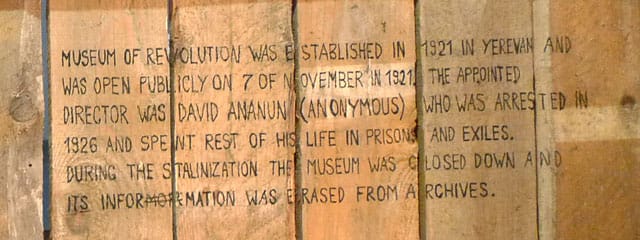 MUSEUM OF REVOLUTION WAS ESTABLISHED IN 1921 IN YEREVAN AND
WAS OPEN PUBLICLY ON 7 OF NOVEMBER IN 1921. THE APPOINTED
DIRECTOR WAS DAVID ANANUN (ANONYMOUS) WHO WAS ARRESTED IN
1926 AND SPENT REST OF HIS LIFE IN PRISONS AND EXILES.
DURING THE STALINIZATION THE MUSEUM WAS CLOSED DOWN AND
ITS INFORMATION WAS ERASED FROM ARCHIVES.